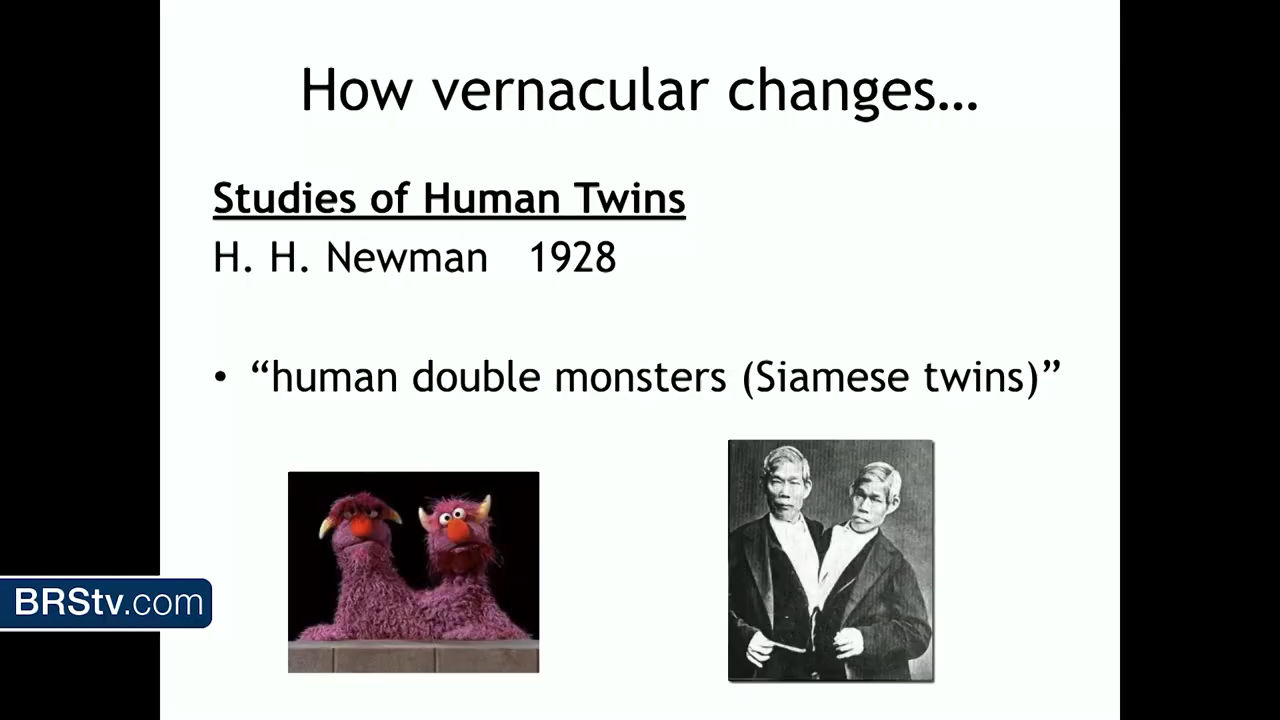 How vernacular changes…
Studies of Human Twins
H. H. Newman 1928
• “human double monsters (Siamese twins)”
BRStv.com